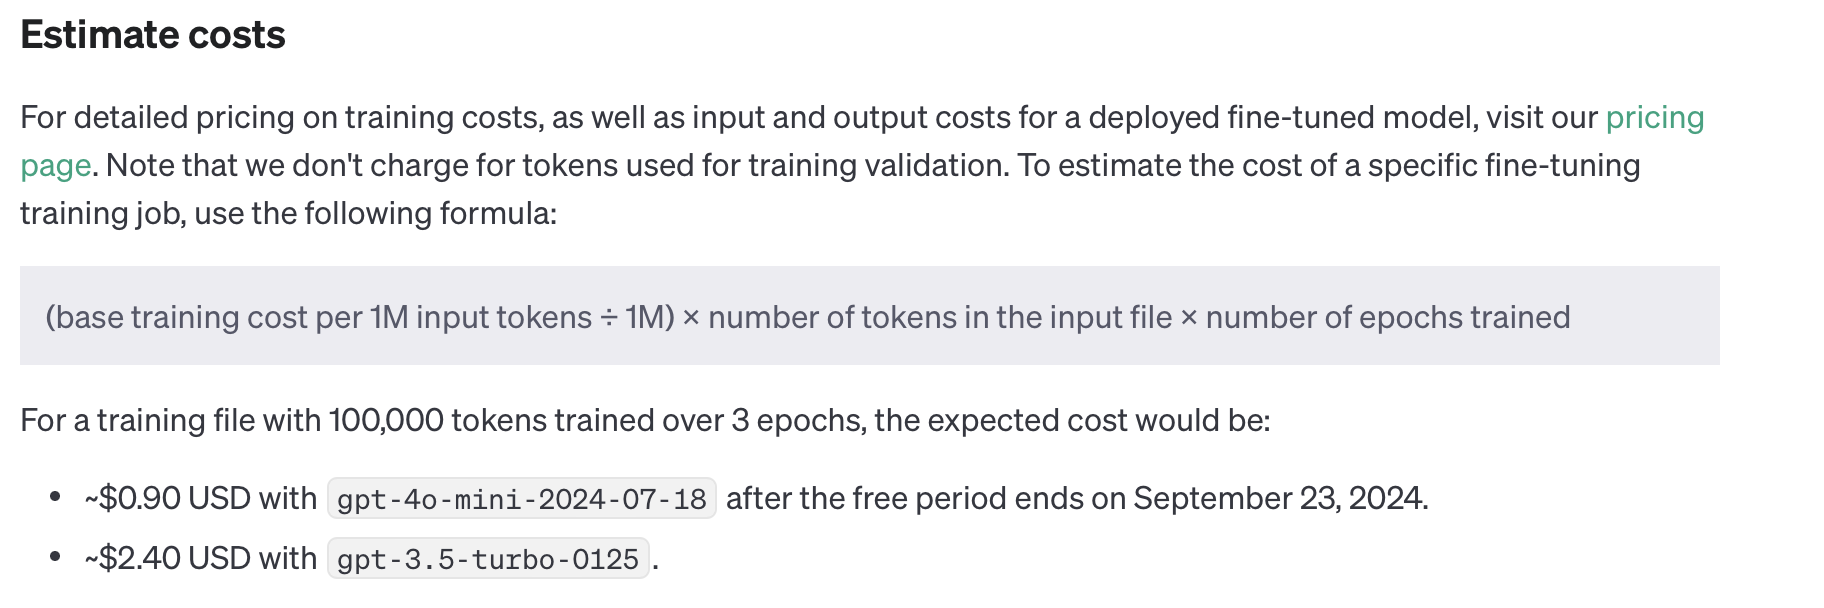 Estimate costs
For detailed pricing on training costs, as well as input and output costs for a deployed fine-tuned model, visit our pricing
page. Note that we don't charge for tokens used for training validation. To estimate the cost of a specific fine-tuning
training job, use the following formula:
(base training cost per 1M input tokens ÷ 1M) × number of tokens in the input file × number of epochs trained
For a training file with 100,000 tokens trained over 3 epochs, the expected cost would be:
• ~$0.90 USD with gpt-4o-mini-2024-07-18 after the free period ends on September 23, 2024.
• ~$2.40 USD with gpt-3.5-turbo-0125.